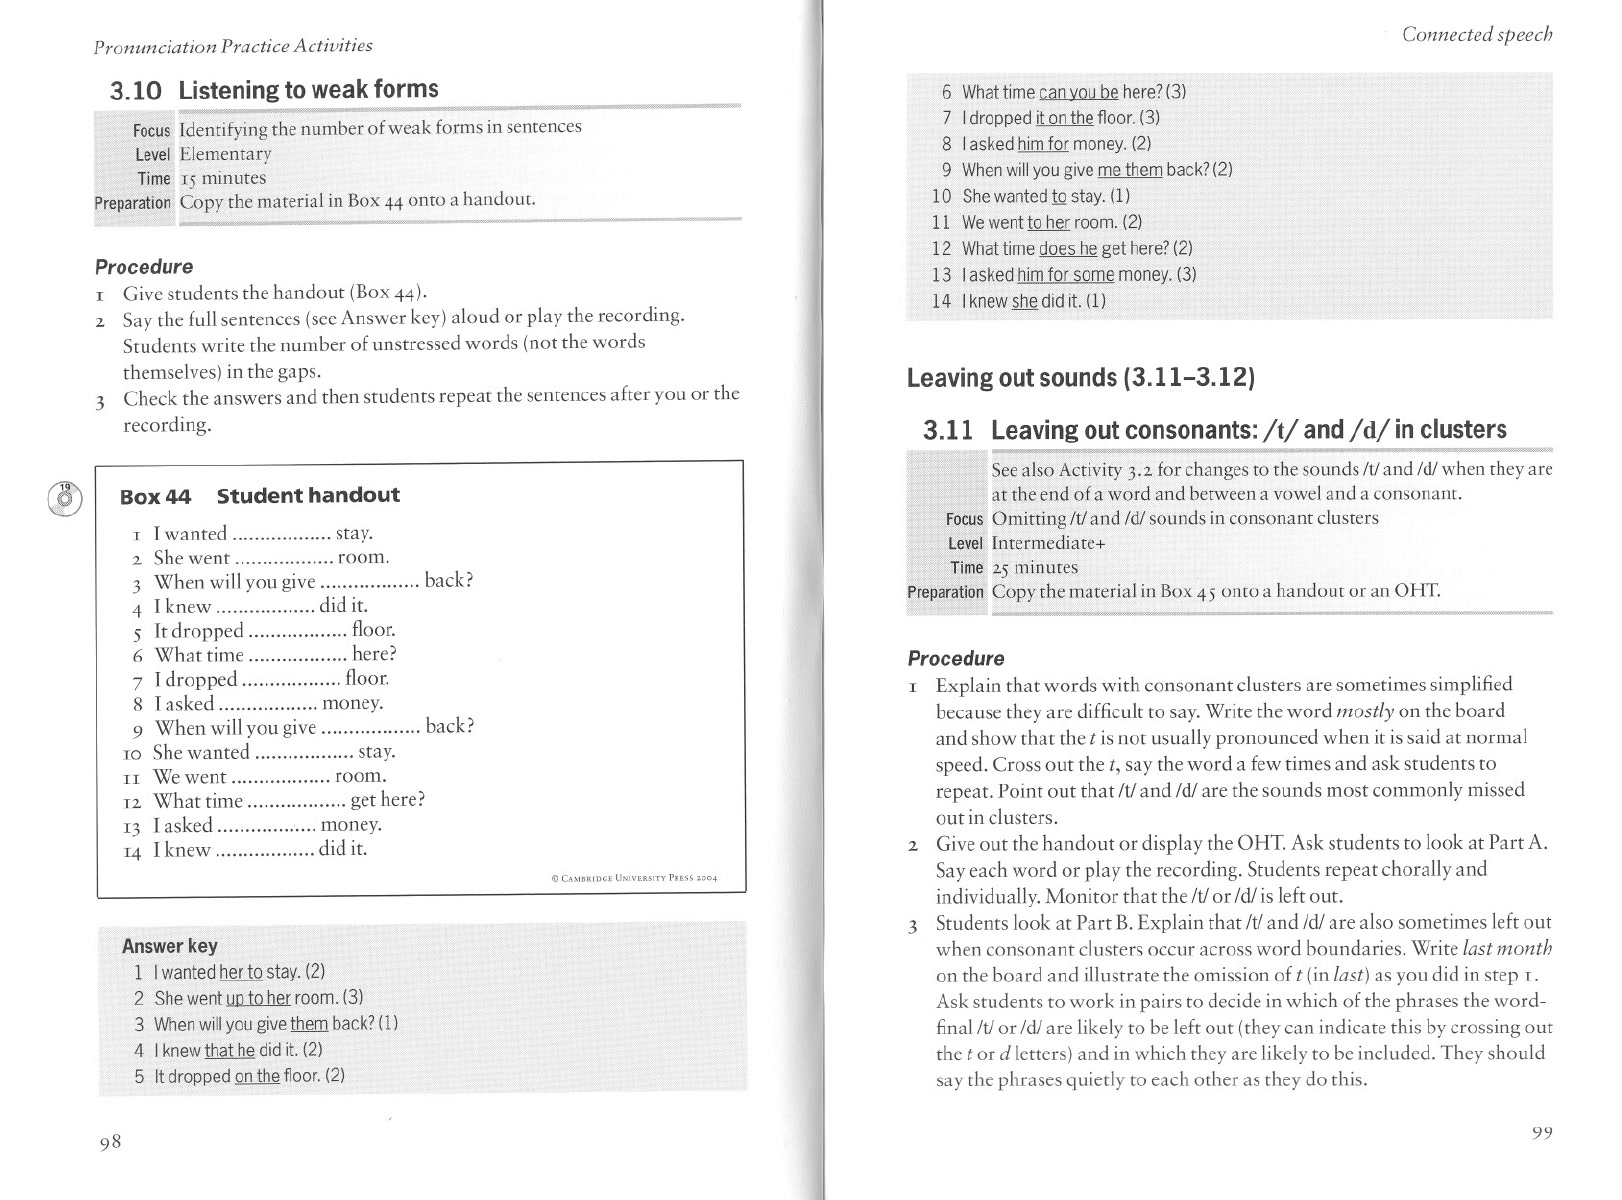 Pronunciation Practice Activities
3.10 Listening to weak forms
Focus Identifying the number of weak forms in sentences
Level Elementary
Time 15 minutes
Preparation Copy the material in Box 44 onto a handout.
Procedure
1 Give students the handout (Box 44).
2 Say the full sentences (see Answer key) aloud or play the recording.
Students write the number of unstressed words (not the words
themselves) in the gaps.
3 Check the answers and then students repeat the sentences after you or the
recording.
19
Box 44 Student handout
1 I wanted .................. stay.
2 She went .................. room.
3 When will you give .................. back?
4 I knew .................. did it.
5 It dropped .................. floor.
6 What time .................. here?
7 I dropped .................. floor.
8 I asked .................. money.
9 When will you give .................. back?
10 She wanted .................. stay.
11 We went .................. room.
12 What time .................. get here?
13 I asked .................. money.
14 I knew .................. did it.
© CAMBRIDGE UNIVERSITY PRESS 2004
Answer key
1 I wanted her to stay. (2)
2 She went up to her room. (3)
3 When will you give them back? (1)
4 I knew that he did it. (2)
5 It dropped on the floor. (2)
98
Connected speech
6 What time can you be here? (3)
7 I dropped it on the floor. (3)
8 I asked him for money. (2)
9 When will you give me them back? (2)
10 She wanted to stay. (1)
11 We went to her room. (2)
12 What time does he get here? (2)
13 I asked him for some money. (3)
14 I knew she did it. (1)
Leaving out sounds (3.11–3.12)
3.11 Leaving out consonants: /t/ and /d/ in clusters
See also Activity 3.2 for changes to the sounds /t/ and /d/ when they are
at the end of a word and between a vowel and a consonant.
Focus Omitting /t/ and /d/ sounds in consonant clusters
Level Intermediate+
Time 25 minutes
Preparation Copy the material in Box 45 onto a handout or an OHT.
Procedure
1 Explain that words with consonant clusters are sometimes simplified
because they are difficult to say. Write the word mostly on the board
and show that the t is not usually pronounced when it is said at normal
speed. Cross out the t, say the word a few times and ask students to
repeat. Point out that /t/ and /d/ are the sounds most commonly missed
out in clusters.
2 Give out the handout or display the OHT. Ask students to look at Part A.
Say each word or play the recording. Students repeat chorally and
individually. Monitor that the /t/ or /d/ is left out.
3 Students look at Part B. Explain that /t/ and /d/ are also sometimes left out
when consonant clusters occur across word boundaries. Write last month
on the board and illustrate the omission of t (in last) as you did in step 1.
Ask students to work in pairs to decide in which of the phrases the word-
final /t/ or /d/ are likely to be left out (they can indicate this by crossing out
the t or d letters) and in which they are likely to be included. They should
say the phrases quietly to each other as they do this.
99